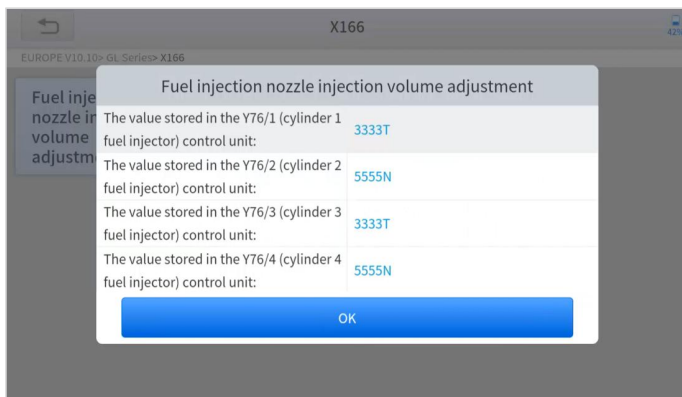 X166
42%
EUROPE V10.10> GL Series> X166
Fuel inje
nozzle in
volume
adjustm
Fuel injection nozzle injection volume adjustment
The value stored in the Y76/1 (cylinder 1
fuel injector) control unit:
3333T
The value stored in the Y76/2 (cylinder 2
fuel injector) control unit:
5555N
The value stored in the Y76/3 (cylinder 3
fuel injector) control unit:
3333T
The value stored in the Y76/4 (cylinder 4
fuel injector) control unit:
5555N
OK